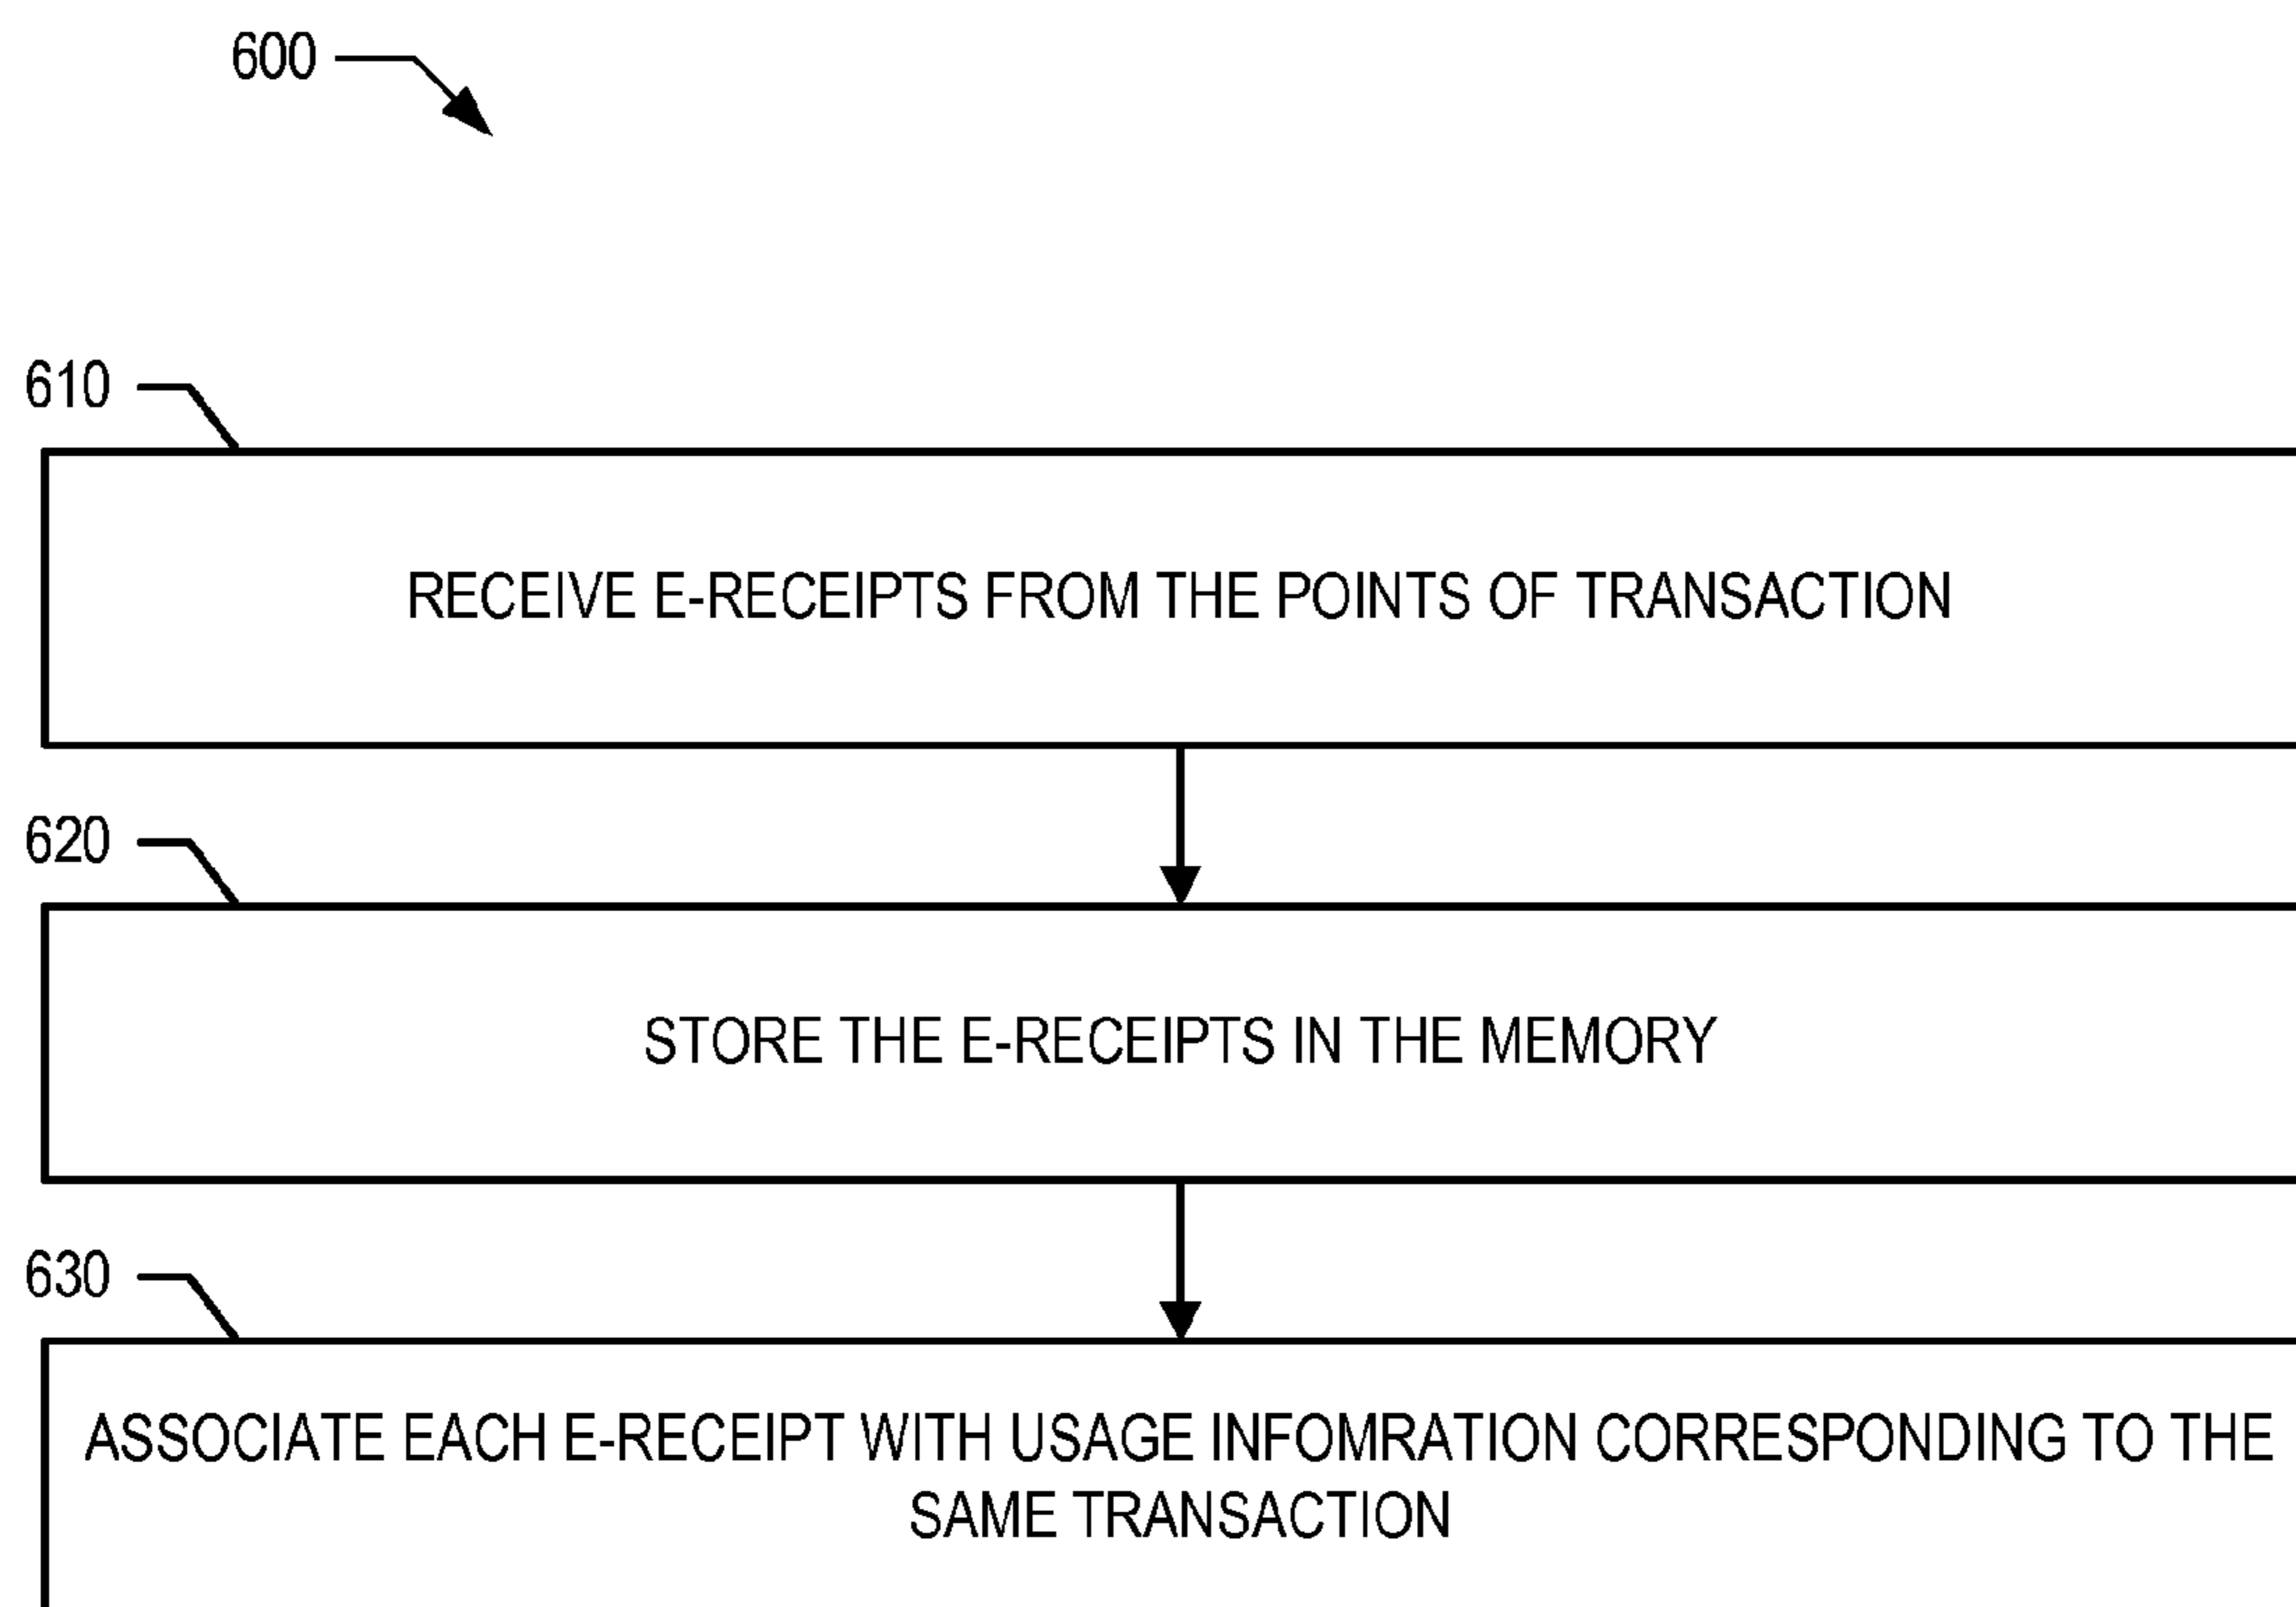 600
610
RECEIVE E-RECEIPTS FROM THE POINTS OF TRANSACTION
620
STORE THE E-RECEIPTS IN THE MEMORY
630
ASSOCIATE EACH E-RECEIPT WITH USAGE INFOMRATION CORRESPONDING TO THE
SAME TRANSACTION